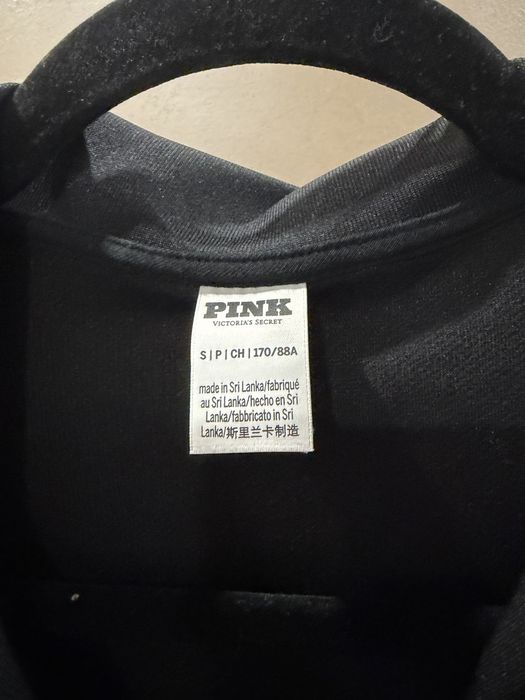 PINK
VICTORIA'S SECRET
S|P|CH|170/88A
made in Sri Lanka/fabriqué
au Sri Lanka/hecho en Sri
Lanka/fabbricato in Sri
Lanka/斯里兰卡制造